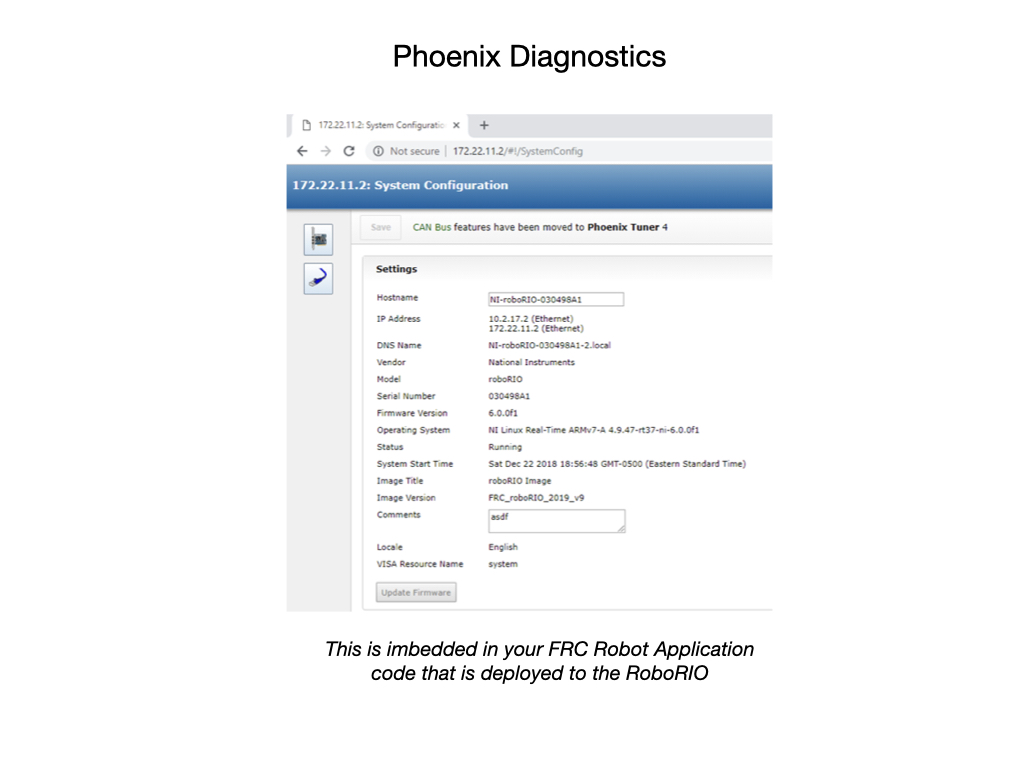 Phoenix Diagnostics
172.22.11.2: System Configuratio
Not secure | 172.22.11.2/#!/SystemConfig
172.22.11.2: System Configuration
Save CAN Bus features have been moved to Phoenix Tuner 4
Settings
Hostname NI-roboRIO-030498A1
IP Address 10.2.17.2 (Ethernet)
172.22.11.2 (Ethernet)
DNS Name NI-roboRIO-030498A1-2.local
Vendor National Instruments
Model roboRIO
Serial Number 030498A1
Firmware Version 6.0.0f1
Operating System NI Linux Real-Time ARMv7-A 4.9.47-rt37-ni-6.0.0f1
Status Running
System Start Time Sat Dec 22 2018 18:56:48 GMT-0500 (Eastern Standard Time)
Image Title roboRIO Image
Image Version FRC_roboRIO_2019_v9
Comments asdf
Locale English
VISA Resource Name system
Update Firmware
This is imbedded in your FRC Robot Application
code that is deployed to the RoboRIO